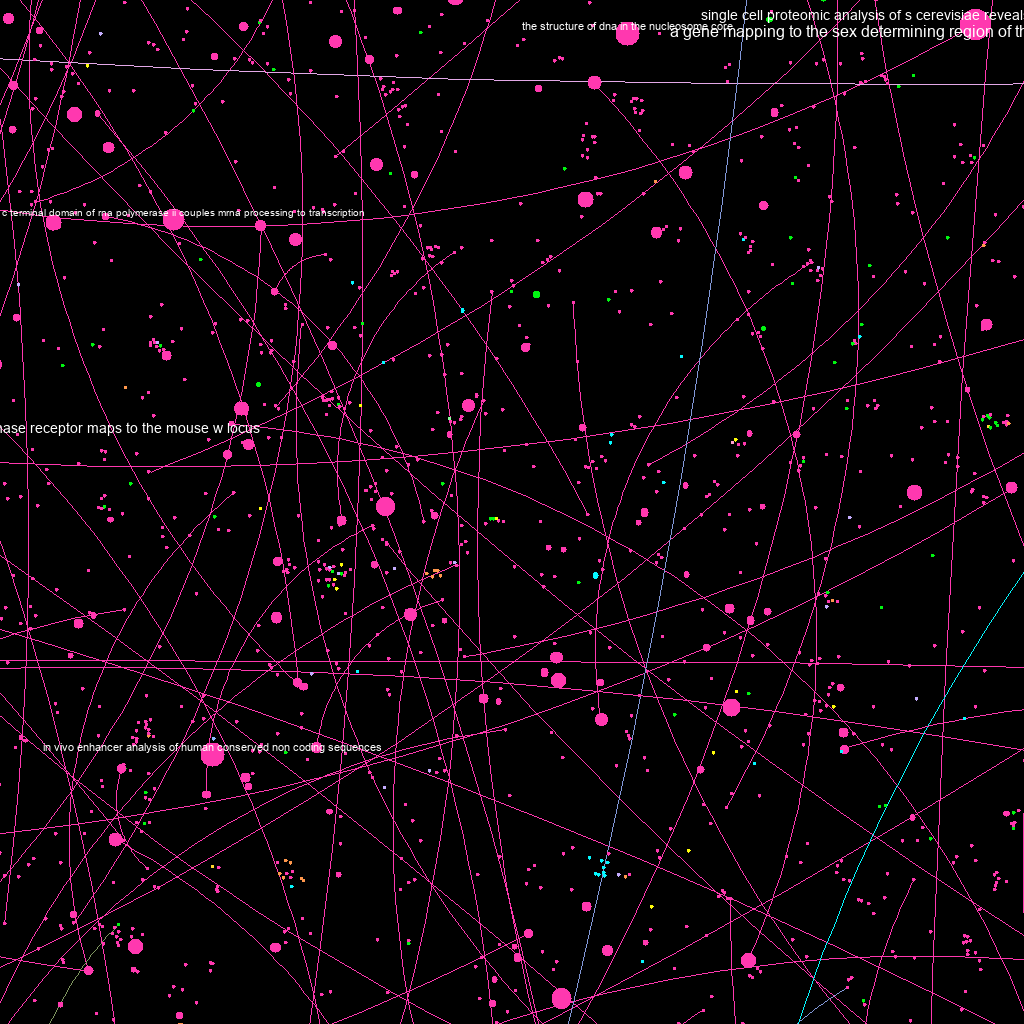 single cell proteomic analysis of s cerevisiae reveals
the structure of dna in the nucleosome core
a gene mapping to the sex determining region of th
c terminal domain of rna polymerase ii couples mrna processing to transcription
nase receptor maps to the mouse w locus
in vivo enhancer analysis of human conserved non coding sequences